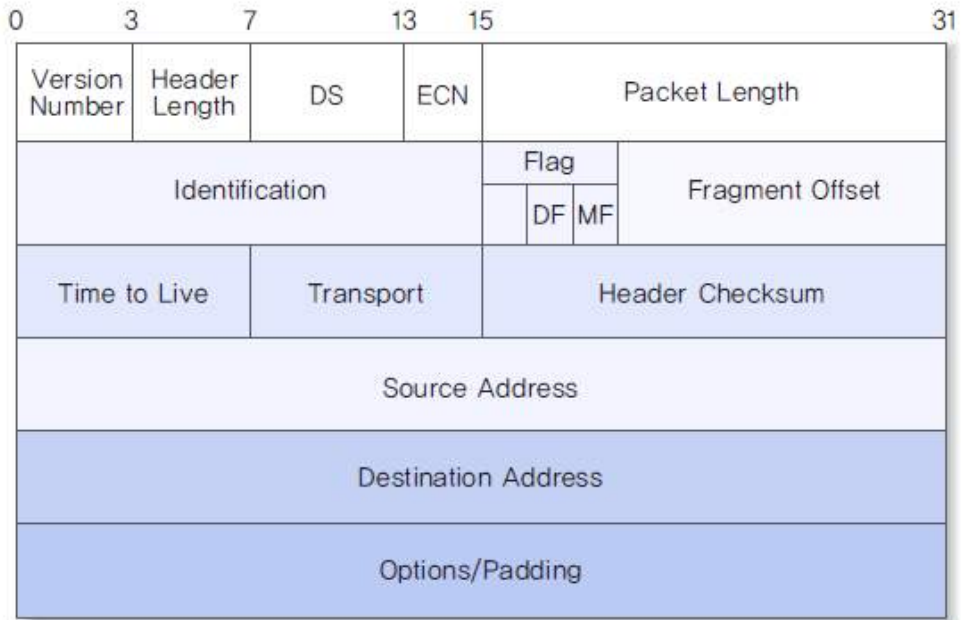 0 3 7 13 15 31
Version Number
Header Length
DS
ECN
Packet Length
Identification
Flag
DF
MF
Fragment Offset
Time to Live
Transport
Header Checksum
Source Address
Destination Address
Options/Padding